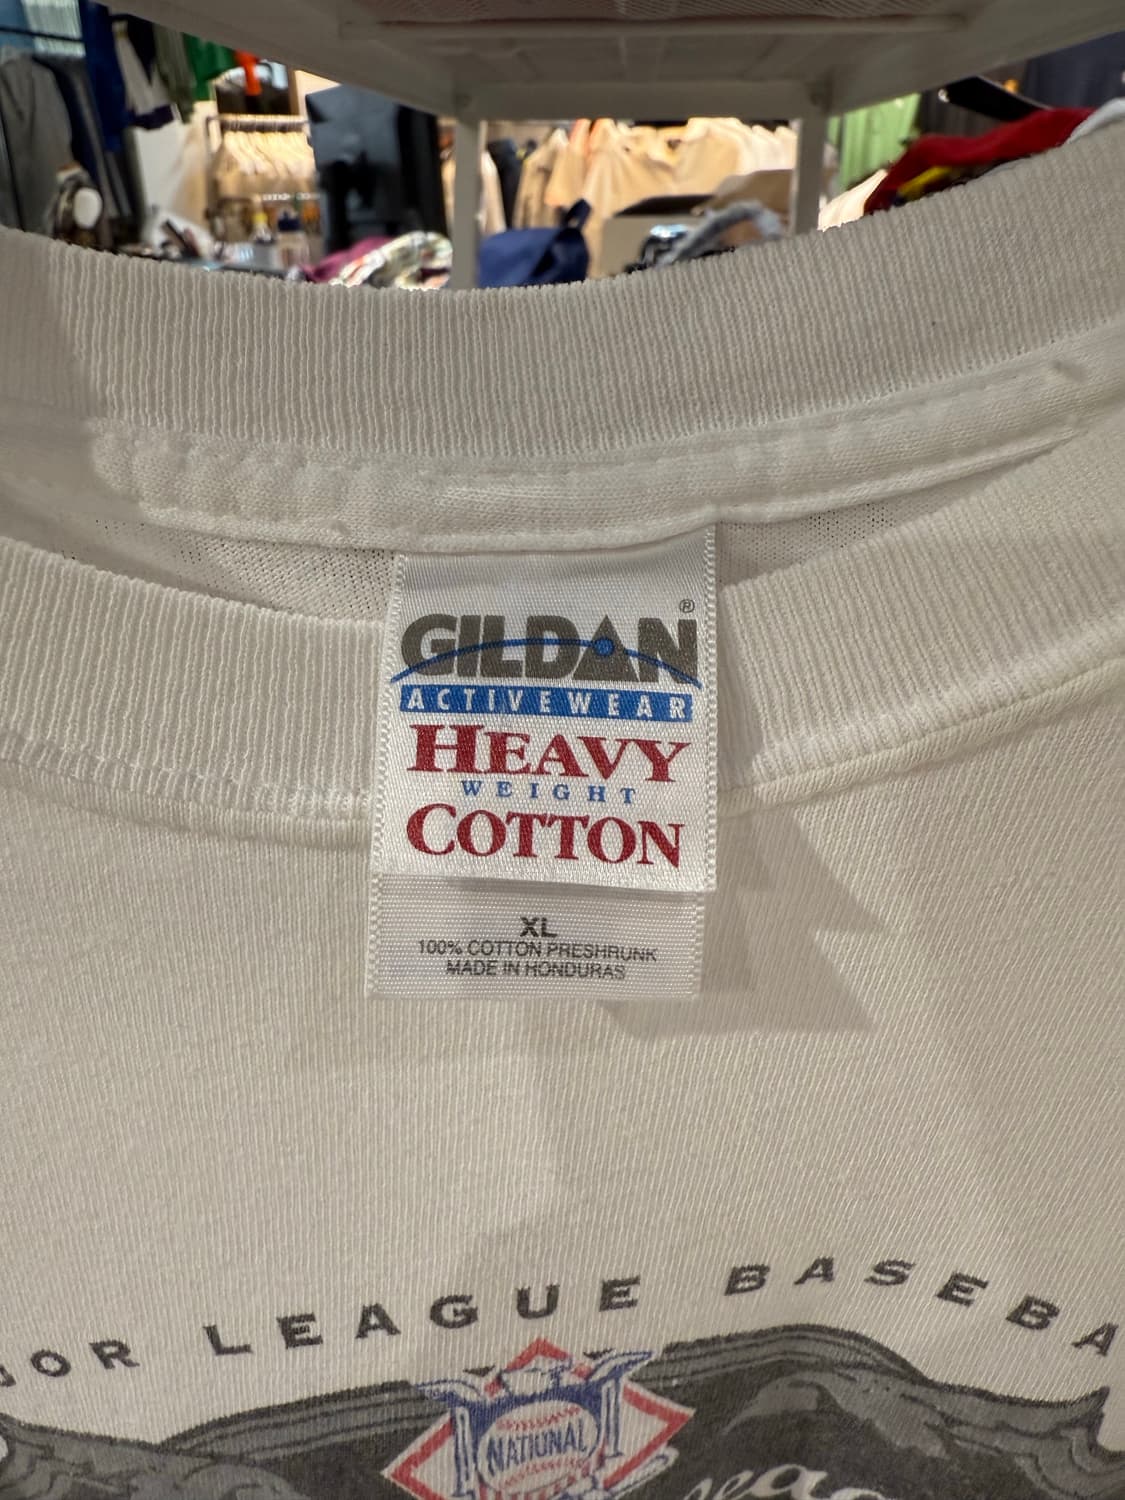 GILDAN®
ACTIVEWEAR
HEAVY
WEIGHT
COTTON
XL
100% COTTON PRESHRUNK
MADE IN HONDURAS
JOR LEAGUE BASEBA
NATIONAL